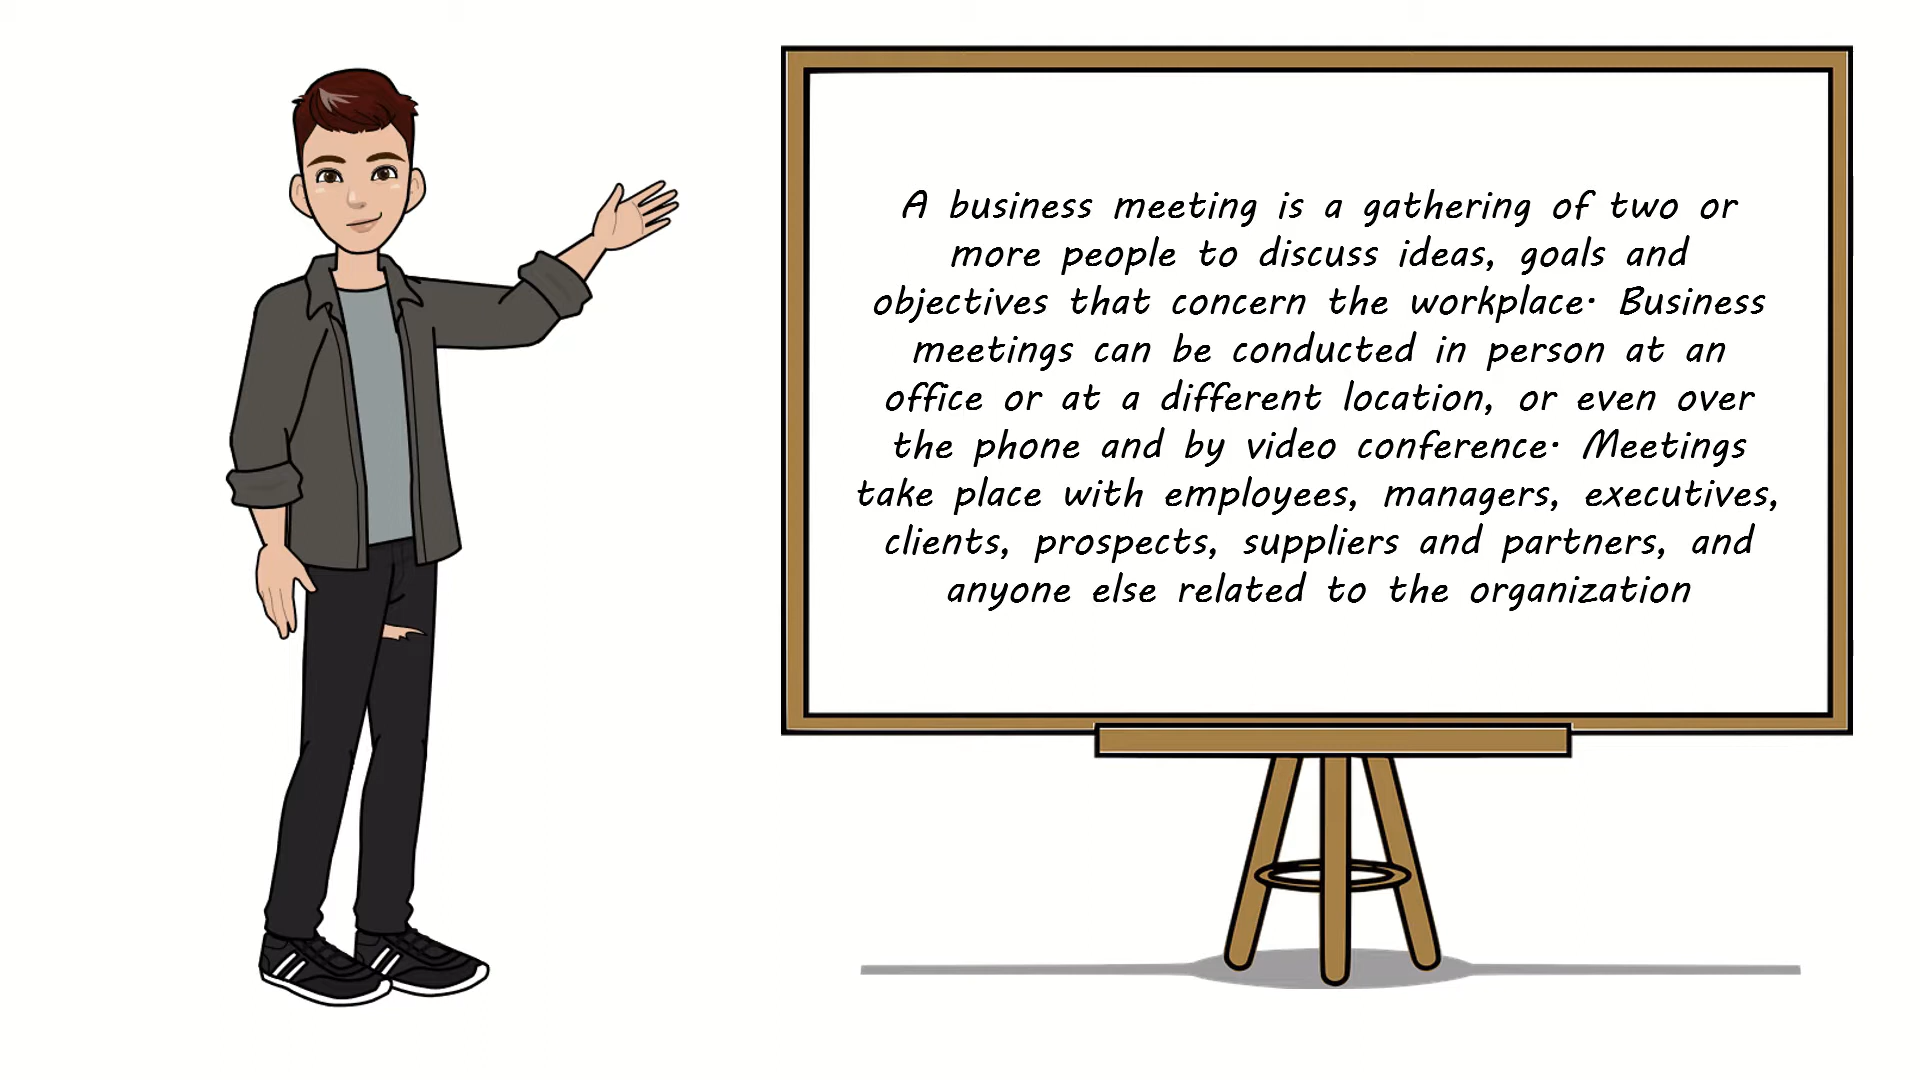 A business meeting is a gathering of two or
more people to discuss ideas, goals and
objectives that concern the workplace. Business
meetings can be conducted in person at an
office or at a different location, or even over
the phone and by video conference. Meetings
take place with employees, managers, executives,
clients, prospects, suppliers and partners, and
anyone else related to the organization